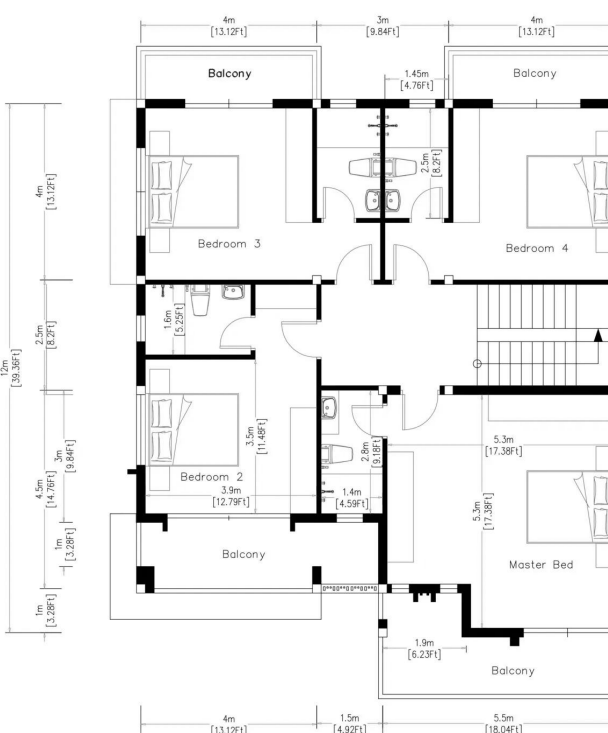 4m
[13.12Ft]
3m
[9.84Ft]
4m
[13.12Ft]
Balcony
1.45m
[4.76Ft]
Balcony
2.5m
[8.2Ft]
4m
[13.12Ft]
Bedroom 3
Bedroom 4
1.6m
[5.25Ft]
2.5m
[8.2Ft]
12m
[39.36Ft]
3.5m
[11.48Ft]
3m
[9.84Ft]
4.5m
[14.76Ft]
2.8m
[9.18Ft]
5.3m
[17.38Ft]
Bedroom 2
3.9m
[12.79Ft]
1.4m
[4.59Ft]
5.3m
[17.38Ft]
1m
[3.28Ft]
Balcony
Master Bed
1m
[3.28Ft]
1.9m
[6.23Ft]
Balcony
4m
[13.12Ft]
1.5m
[4.92Ft]
5.5m
[18.04Ft]